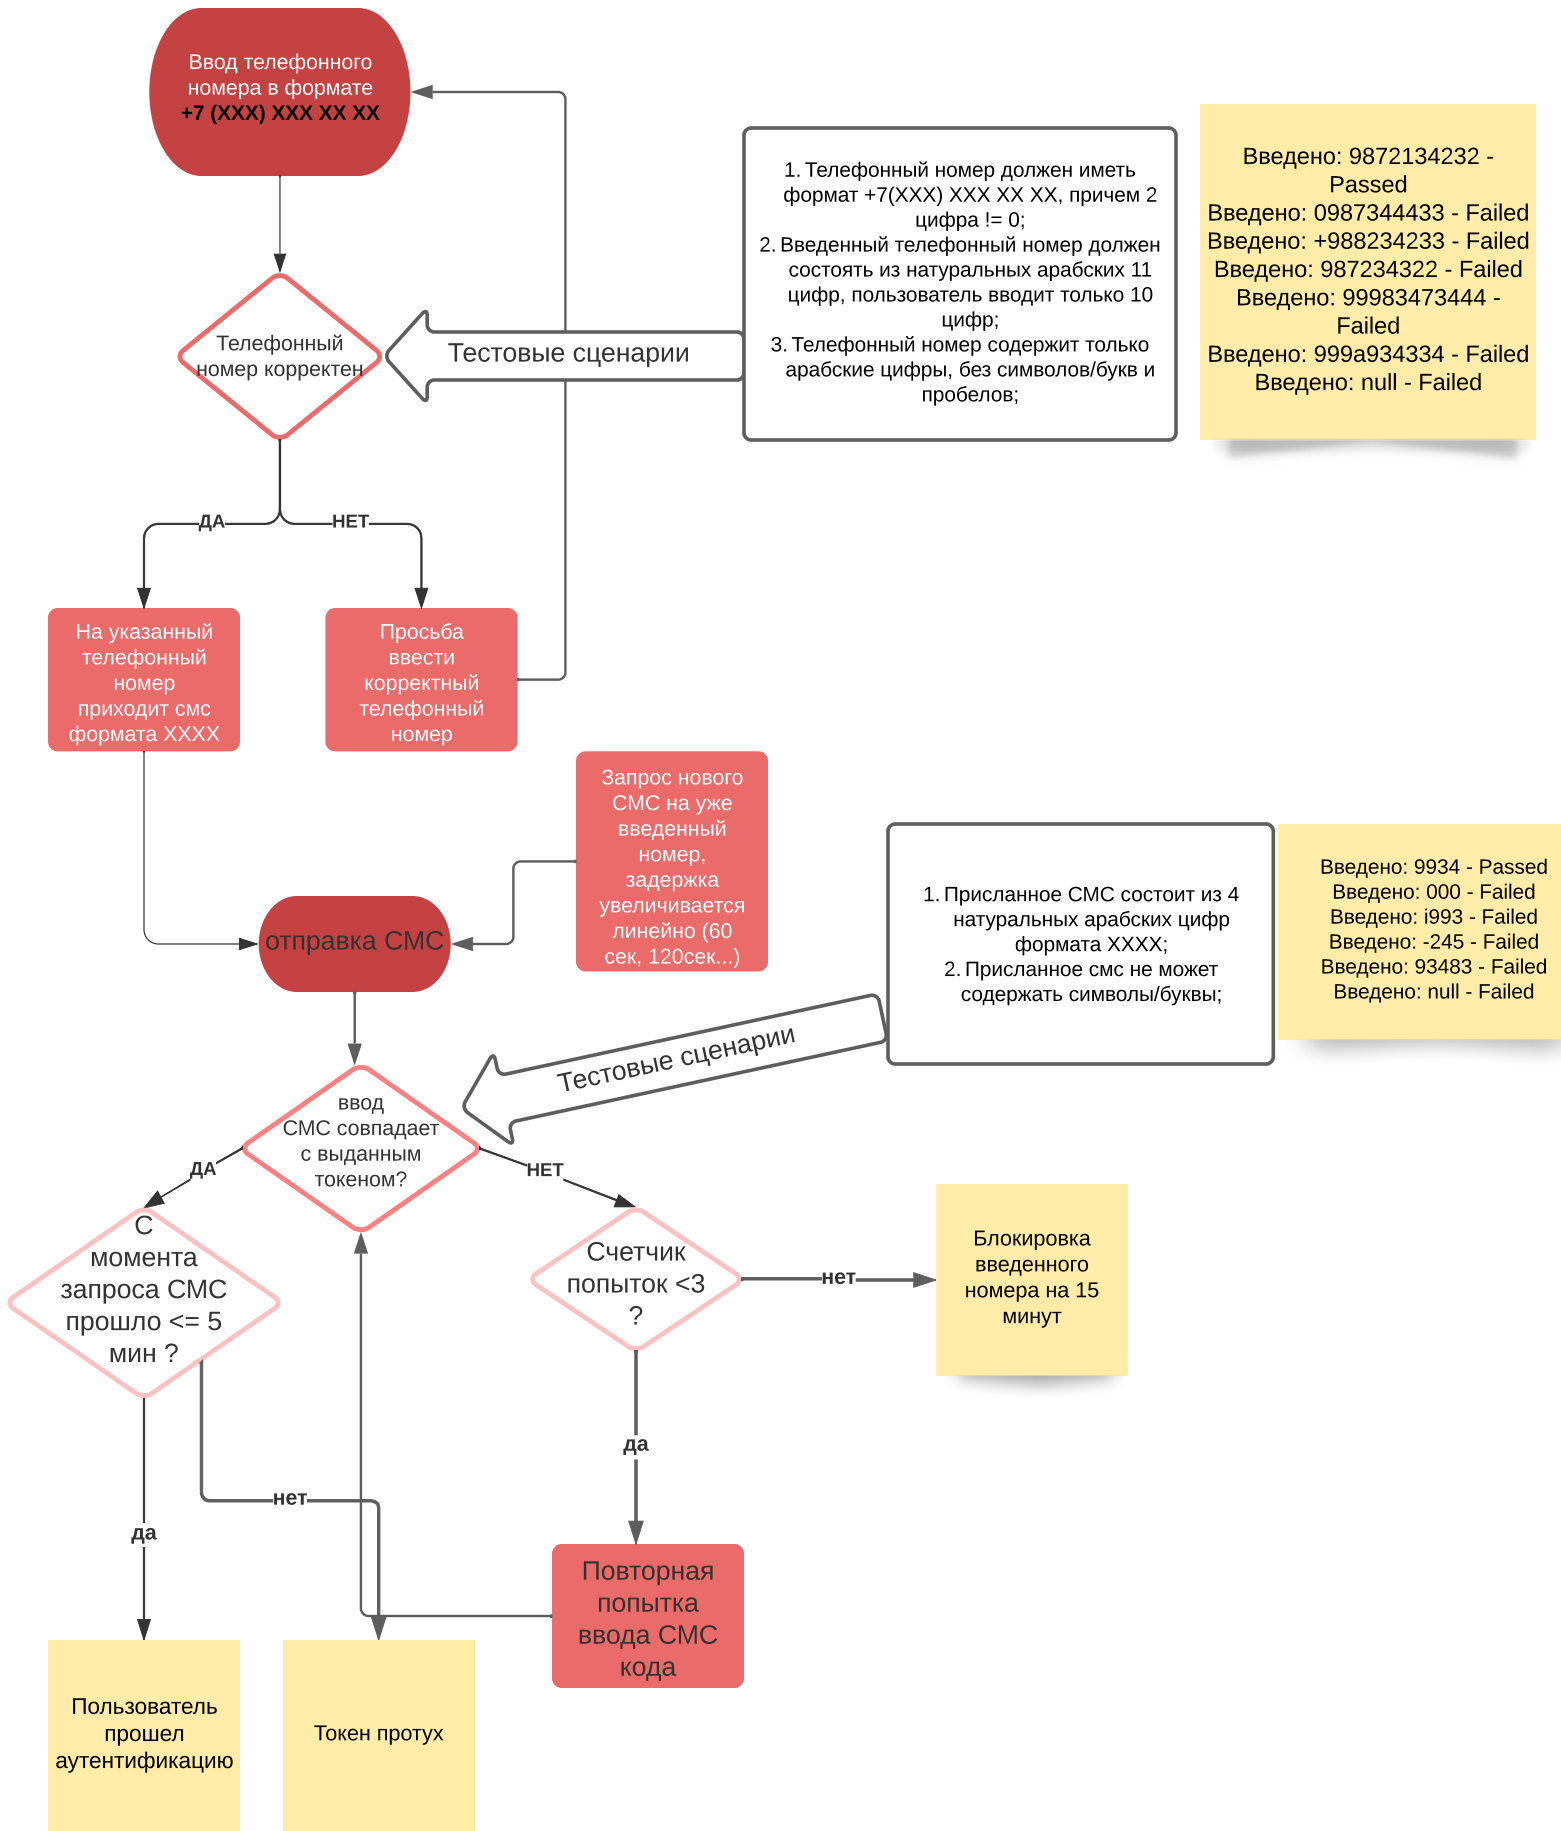 Ввод телефонного
номера в формате
+7 (XXX) XXX XX XX
Телефонный
номер корректен
Тестовые сценарии
1. Телефонный номер должен иметь
формат +7(XXX) XXX XX XX, причем 2
цифра != 0;
2. Введенный телефонный номер должен
состоять из натуральных арабских 11
цифр, пользователь вводит только 10
цифр;
3. Телефонный номер содержит только
арабские цифры, без символов/букв и
пробелов;
Введено: 9872134232 -
Passed
Введено: 0987344433 - Failed
Введено: +988234233 - Failed
Введено: 987234322 - Failed
Введено: 99983473444 -
Failed
Введено: 999a934334 - Failed
Введено: null - Failed
ДА
НЕТ
На указанный
телефонный
номер
приходит смс
формата XXXX
Просьба
ввести
корректный
телефонный
номер
Запрос нового
СМС на уже
введенный
номер,
задержка
увеличивается
линейно (60
сек, 120сек...)
отправка СМС
1. Присланное СМС состоит из 4
натуральных арабских цифр
формата XXXX;
2. Присланное смс не может
содержать символы/буквы;
Введено: 9934 - Passed
Введено: 000 - Failed
Введено: i993 - Failed
Введено: -245 - Failed
Введено: 93483 - Failed
Введено: null - Failed
Тестовые сценарии
ввод
СМС совпадает
с выданным
токеном?
ДА
НЕТ
С
момента
запроса СМС
прошло <= 5
мин ?
Счетчик
попыток <3
?
нет
Блокировка
введенного
номера на 15
минут
да
нет
да
Повторная
попытка
ввода СМС
кода
Пользователь
прошел
аутентификацию
Токен протух